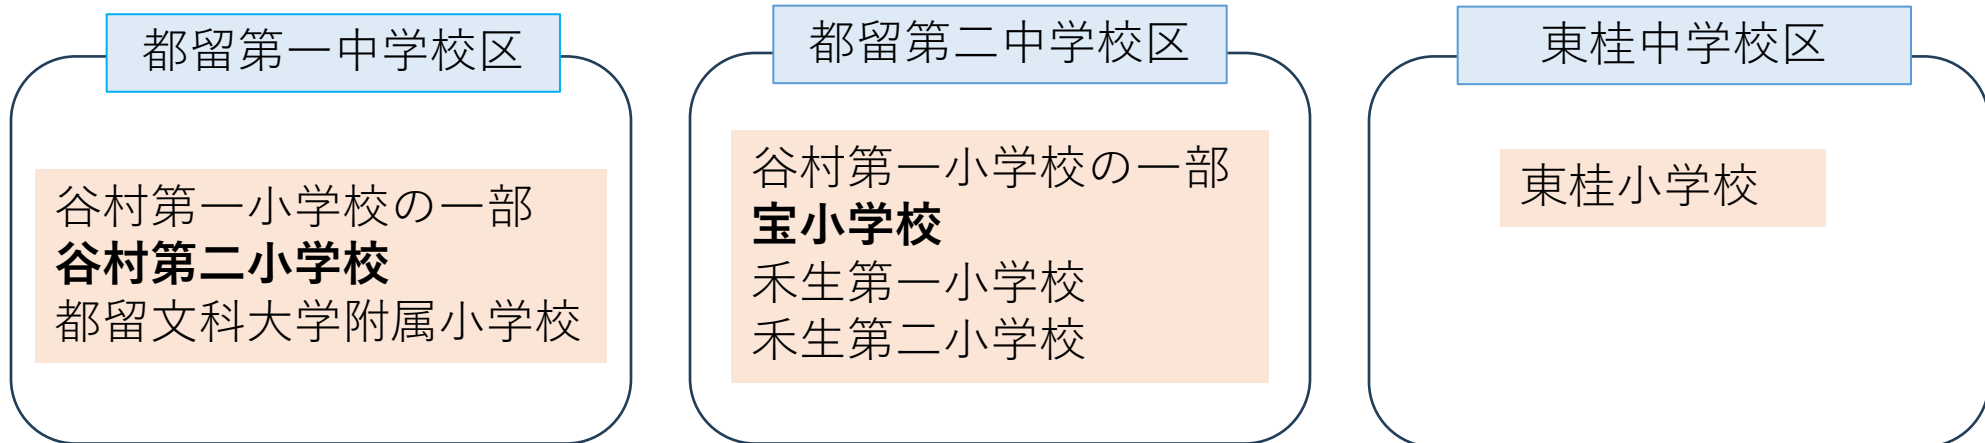 都留第一中学校区
谷村第一小学校の一部
谷村第二小学校
都留文科大学附属小学校
都留第二中学校区
谷村第一小学校の一部
宝小学校
禾生第一小学校
禾生第二小学校
東桂中学校区
東桂小学校